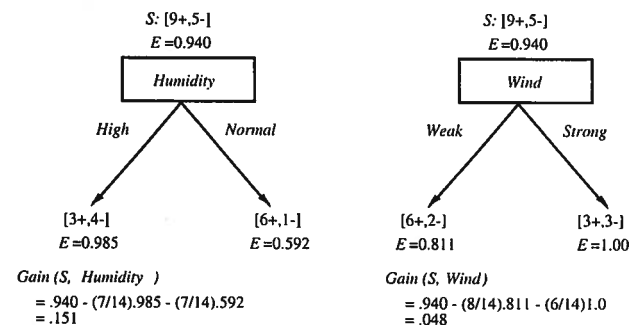 S: [9+,5-]
E =0.940
Humidity
High
Normal
[3+,4-]
E=0.985
[6+,1-]
E=0.592
Gain (S, Humidity )
= .940 - (7/14).985 - (7/14).592
= .151
S: [9+,5-]
E =0.940
Wind
Weak
Strong
[6+,2-]
E=0.811
[3+,3-]
E=1.00
Gain (S, Wind)
= .940 - (8/14).811 - (6/14)1.0
= .048